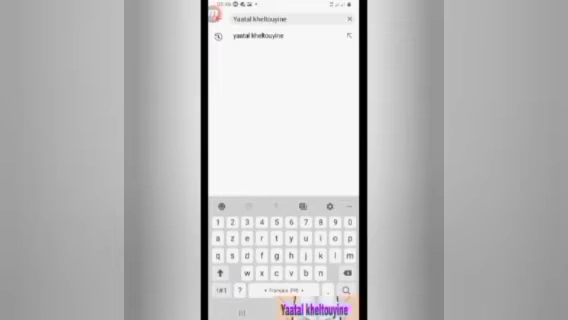 Yaatal kheltouyine
yaatal kheltouyine
1 2 3 4 5 6 7 8 9 0
a z e r t y u i o p
q s d f g h j k l m
w x c v b n
!#1 ? Français (FR) .
Yaatal kheltouyine